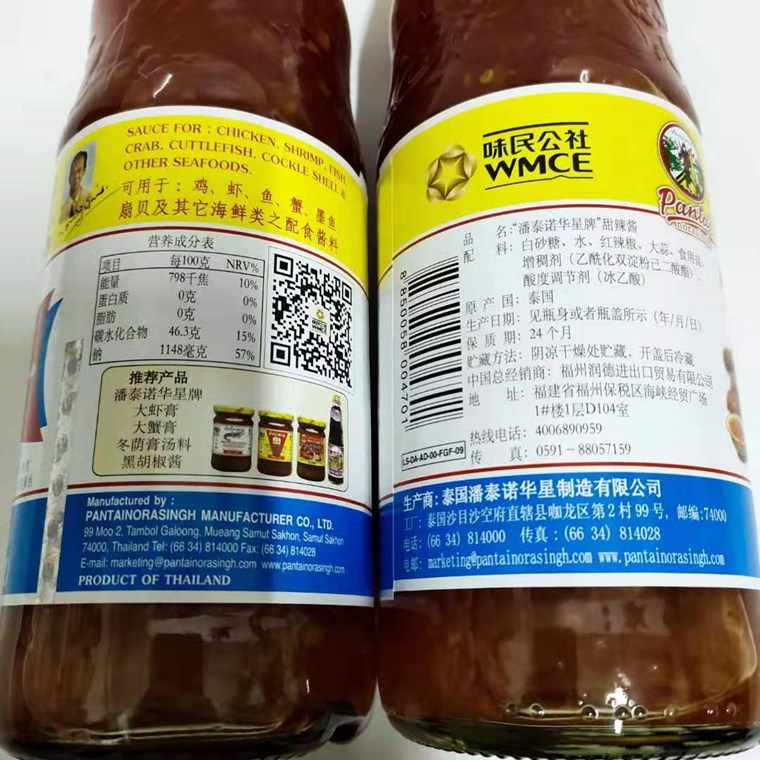 SAUCE FOR : CHICKEN, SHRIMP, FISH,
CRAB, CUTTLEFISH, COCKLE SHELL &
OTHER SEAFOODS.
可用于：鸡、虾、鱼、蟹、墨鱼、
扇贝及其它海鲜类之配食酱料
营养成分表
项目 每100克 NRV%
能量 798千焦 10%
蛋白质 0克 0%
脂肪 0克 0%
碳水化合物 46.3克 15%
钠 1148毫克 57%
味民公社
WMCE
推荐产品
潘泰诺华星牌
大虾膏
大蟹膏
冬荫膏汤料
黑胡椒酱
Manufactured by :
PANTAINORASINGH MANUFACTURER CO., LTD.
99 Moo 2, Tambol Galoong, Mueang Samut Sakhon, Samut Sakhon
74000, Thailand Tel: (66 34) 814000 Fax: (66 34) 814028
E-mail: marketing@pantainorasingh.com www.pantainorasingh.com
PRODUCT OF THAILAND
味民公社
WMCE
Panta
品 名:“潘泰诺华星牌”甜辣酱
配 料：白砂糖、水、红辣椒、大蒜、食用盐、
增稠剂（乙酰化双淀粉己二酸酯）、
酸度调节剂（冰乙酸）
原 产 国：泰国
生产日期：见瓶身或者瓶盖所示（年/月/日）
保 质 期：24个月
贮藏方法：阴凉干燥处贮藏，开盖后冷藏
中国总经销商：福州润德进出口贸易有限公司
地 址：福建省福州保税区海峡经贸广场
1#楼1层D104室
热线电话：4006890959
传 真：0591-88057159
8850058004701
LS-DA-AD-00-FGF-09
生产商：泰国潘泰诺华星制造有限公司
工厂：泰国沙目沙空府直辖县咖龙区第2村99号，邮编:74000
电话：(66 34) 814000 传真：(66 34) 814028
电邮：marketing@pantainorasingh.com www.pantainorasingh.com